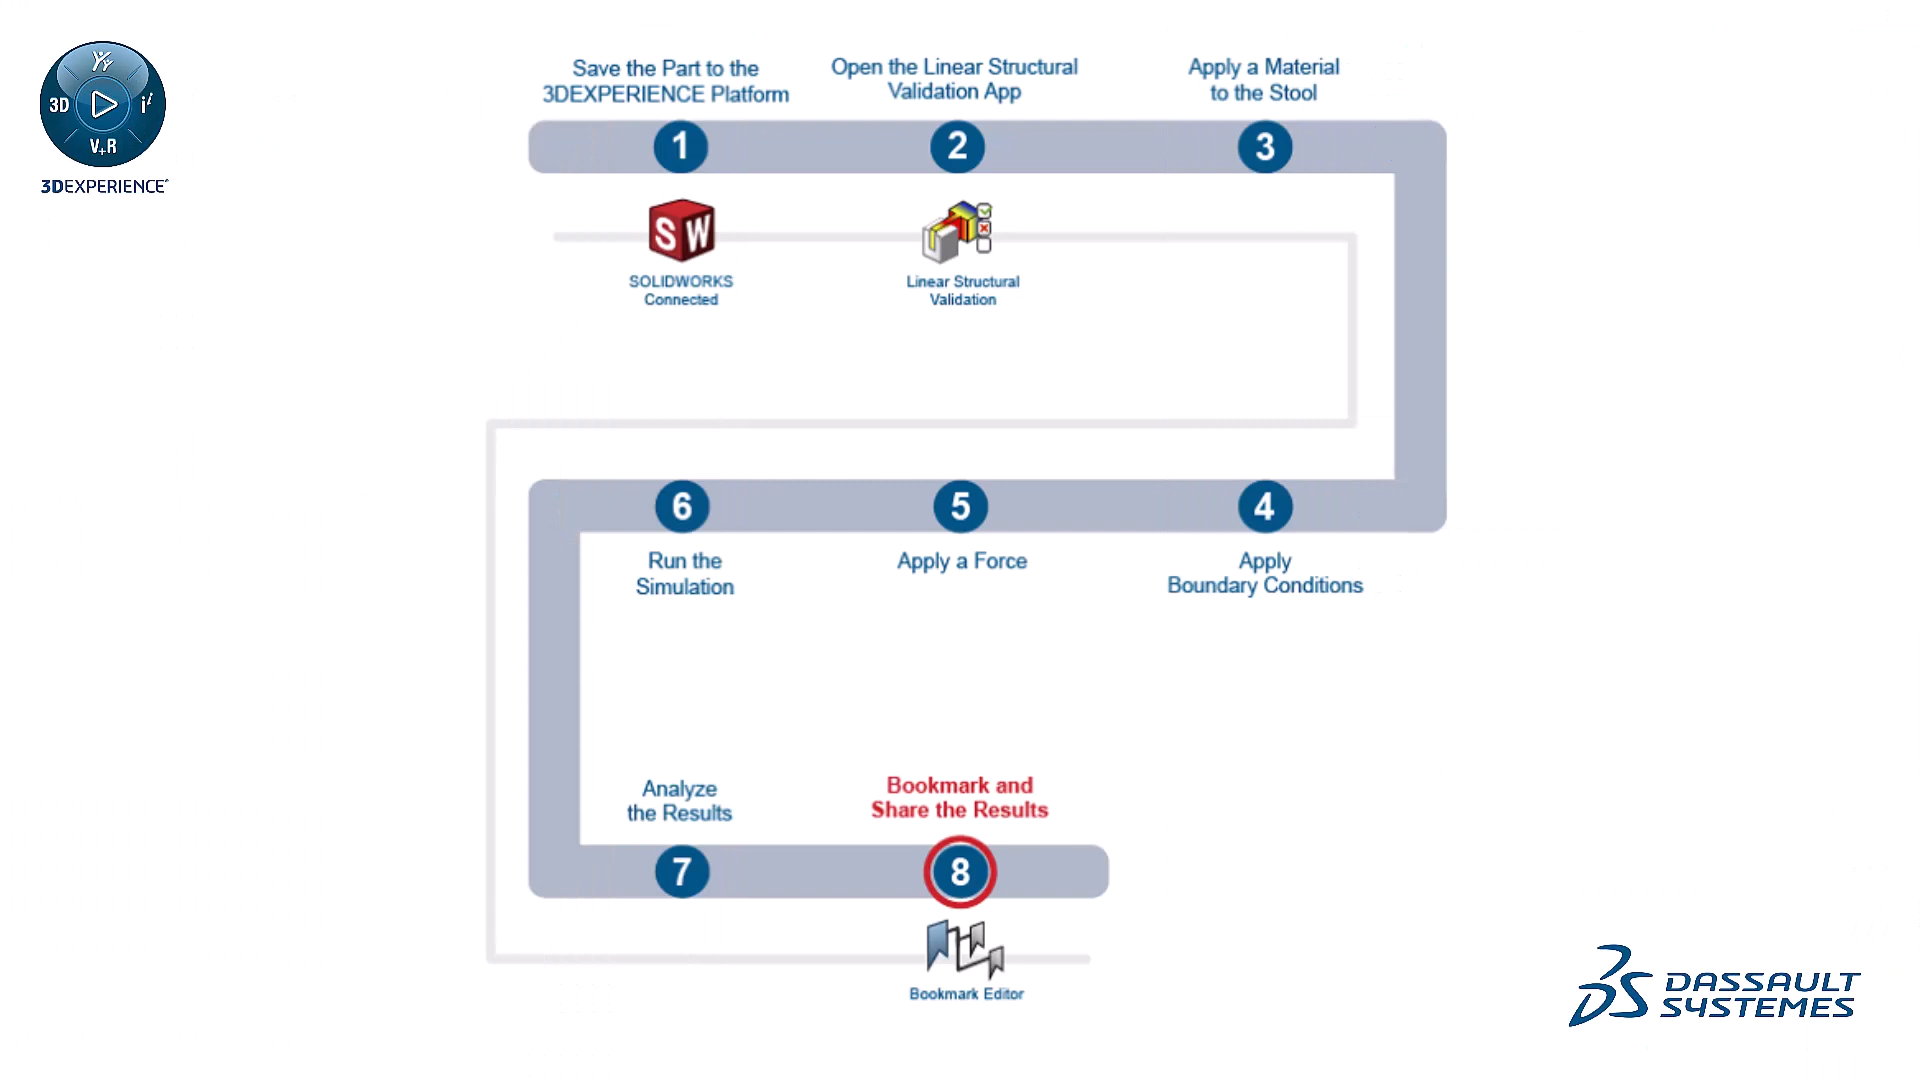 Save the Part to the
3DEXPERIENCE Platform
Open the Linear Structural
Validation App
Apply a Material
to the Stool
1
2
3
3D
i
V+R
3DEXPERIENCE
SW
SOLIDWORKS
Connected
Linear Structural
Validation
6
5
4
Run the
Simulation
Apply a Force
Apply
Boundary Conditions
Analyze
the Results
Bookmark and
Share the Results
7
8
Bookmark Editor
DS DASSAULT
SYSTEMES